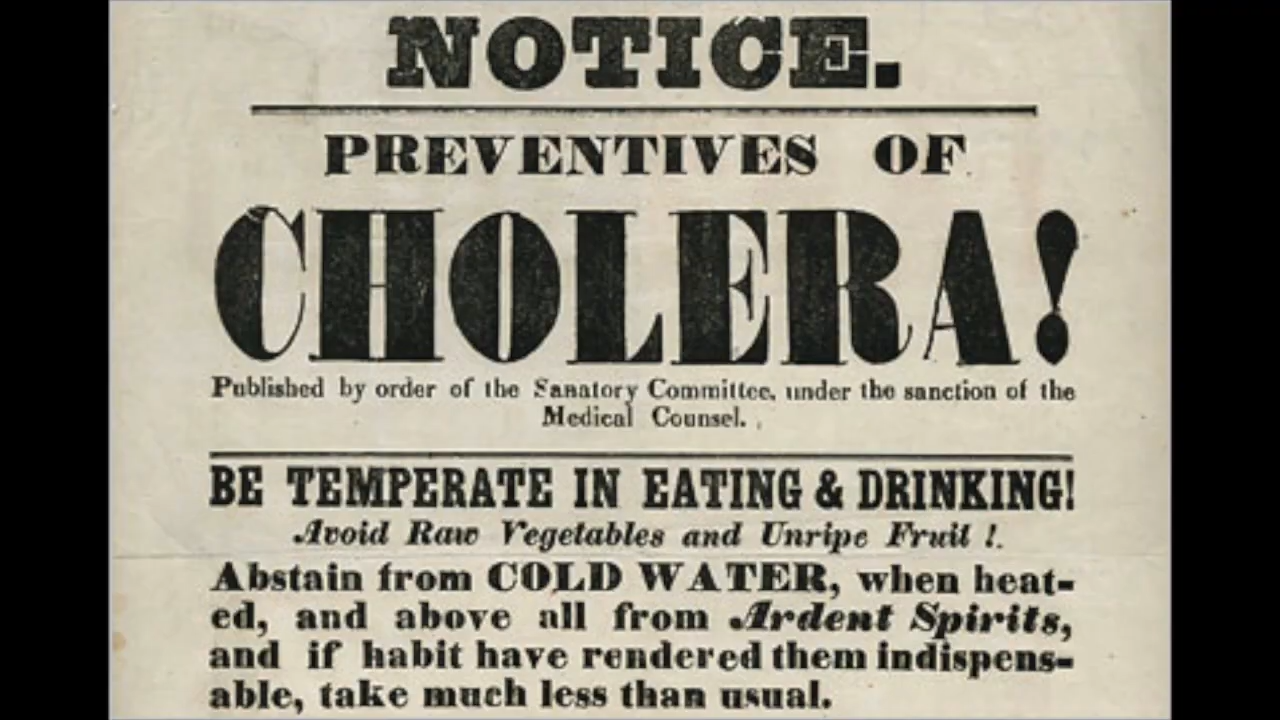 NOTICE.
PREVENTIVES OF
CHOLERA!
Published by order of the Sanatory Committee, under the sanction of the
Medical Counsel.
BE TEMPERATE IN EATING & DRINKING!
Avoid Raw Vegetables and Unripe Fruit !.
Abstain from COLD WATER, when heat-
ed, and above all from Ardent Spirits,
and if habit have rendered them indispens-
able, take much less than usual.